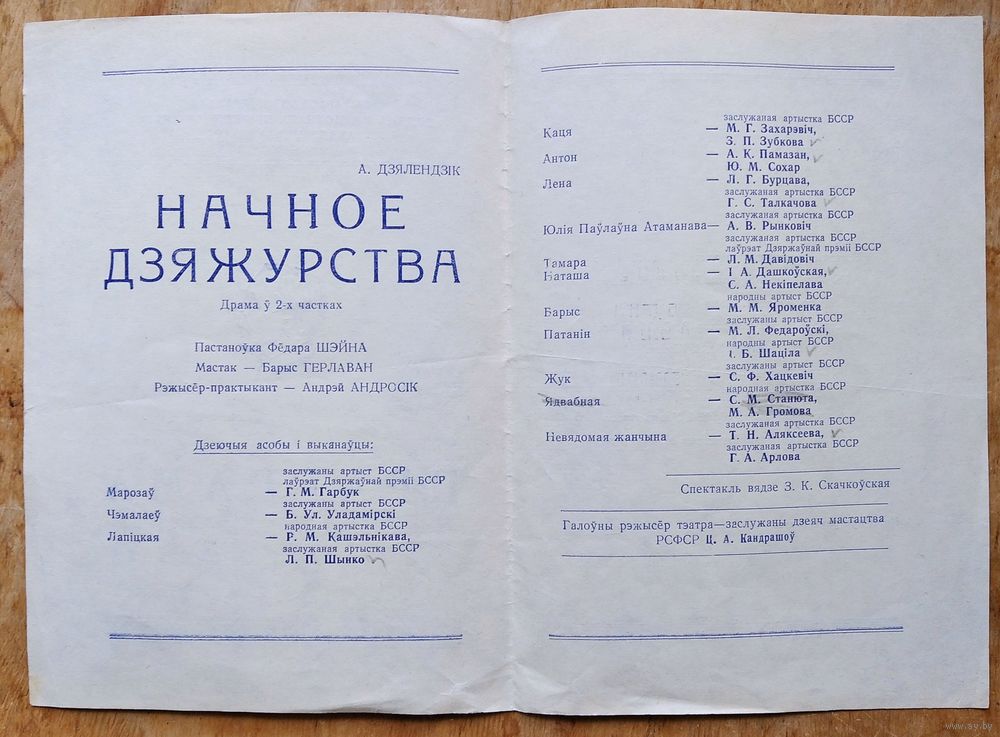 А. ДЗЯЛЕНДЗІК
НАЧНОЕ
ДЗЯЖУРСТВА
Драма ў 2-х частках
Пастаноўка Фёдара ШЭЙНА
Мастак — Барыс ГЕРЛАВАН
Рэжысёр-практыкант — Андрэй АНДРОСІК
Дзеючыя асобы і выканаўцы:
заслужаны артыст БССР
лаўрэат Дзяржаўнай прэміі БССР
Марозаў — Г. М. Гарбук
заслужаны артыст БССР
Чэмалаеў — Б. Ул. Уладамірскі
народная артыстка БССР
Лапіцкая — Р. М. Кашэльнікава,
заслужаная артыстка БССР
Л. П. Шынко
заслужаная артыстка БССР
Каця — М. Г. Захарэвіч,
З. П. Зубкова
Антон — А. К. Памазан,
Ю. М. Сохар
Лена — Л. Г. Бурцава,
заслужаная артыстка БССР
Г. С. Талкачова
заслужаная артыстка БССР
Юлія Паўлаўна Атаманава— А. В. Рынковіч
заслужаная артыстка БССР
лаўрэат Дзяржаўнай прэміі БССР
Тамара — Л. М. Давідовіч
Наташа — І А. Дашкоўская,
С. А. Некіпелава
народны артыст БССР
Барыс — М. М. Яроменка
заслужаны артыст БССР
Патанін — М. Л. Федароўскі,
народны артыст БССР
І. Б. Шаціла
заслужаны артыст БССР
Жук — С. Ф. Хацкевіч
народная артыстка БССР
Ядвабная — С. М. Станюта,
М. А. Громова
заслужаная артыстка БССР
Невядомая жанчына — Т. Н. Аляксеева,
заслужаная артыстка БССР
Г. А. Арлова
Спектакль вядзе З. К. Скачкоўская
Галоўны рэжысёр тэатра—заслужаны дзеяч мастацтва
РСФСР Ц. А. Кандрашоў
www.ay.by